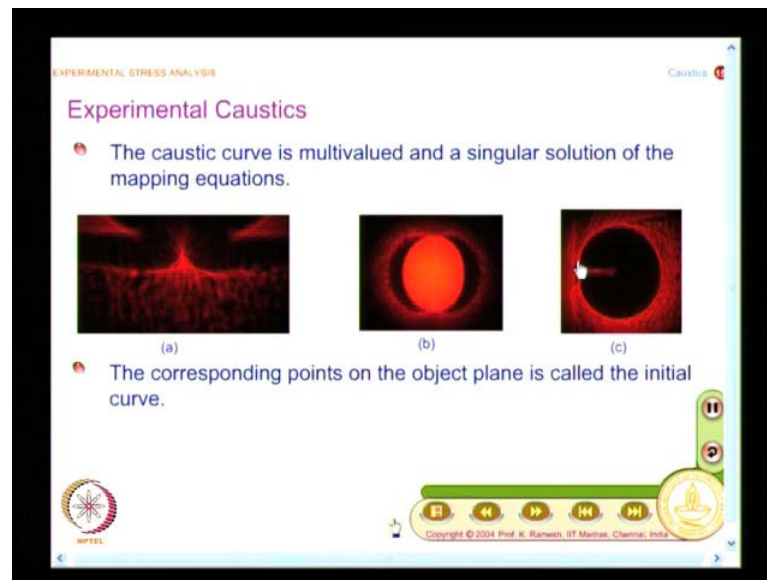 EXPERIMENTAL STRESS ANALYSIS
Caustics
Experimental Caustics
The caustic curve is multivalued and a singular solution of the
mapping equations.
(a)
(b)
(c)
The corresponding points on the object plane is called the initial
curve.
NPTEL
Copyright © 2004 Prof. K. Ramesh, IIT Madras, Chennai, India